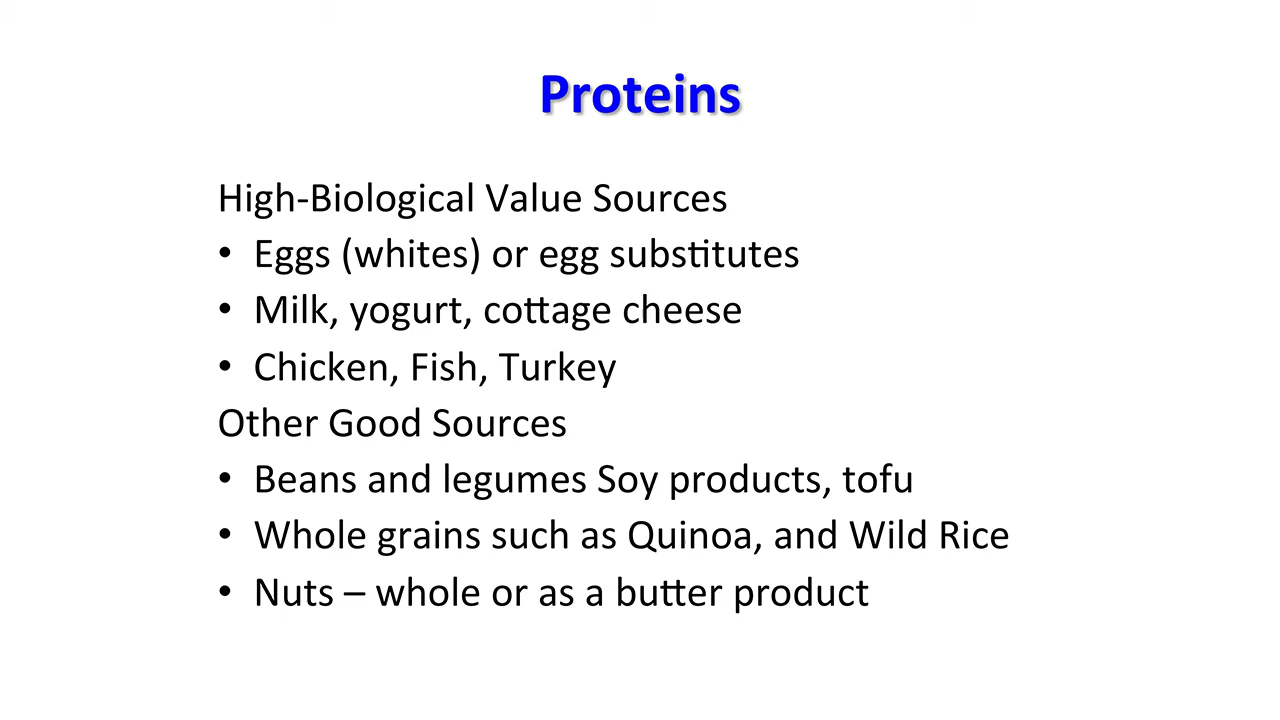 Proteins
High-Biological Value Sources
• Eggs (whites) or egg substitutes
• Milk, yogurt, cottage cheese
• Chicken, Fish, Turkey
Other Good Sources
• Beans and legumes Soy products, tofu
• Whole grains such as Quinoa, and Wild Rice
• Nuts – whole or as a butter product